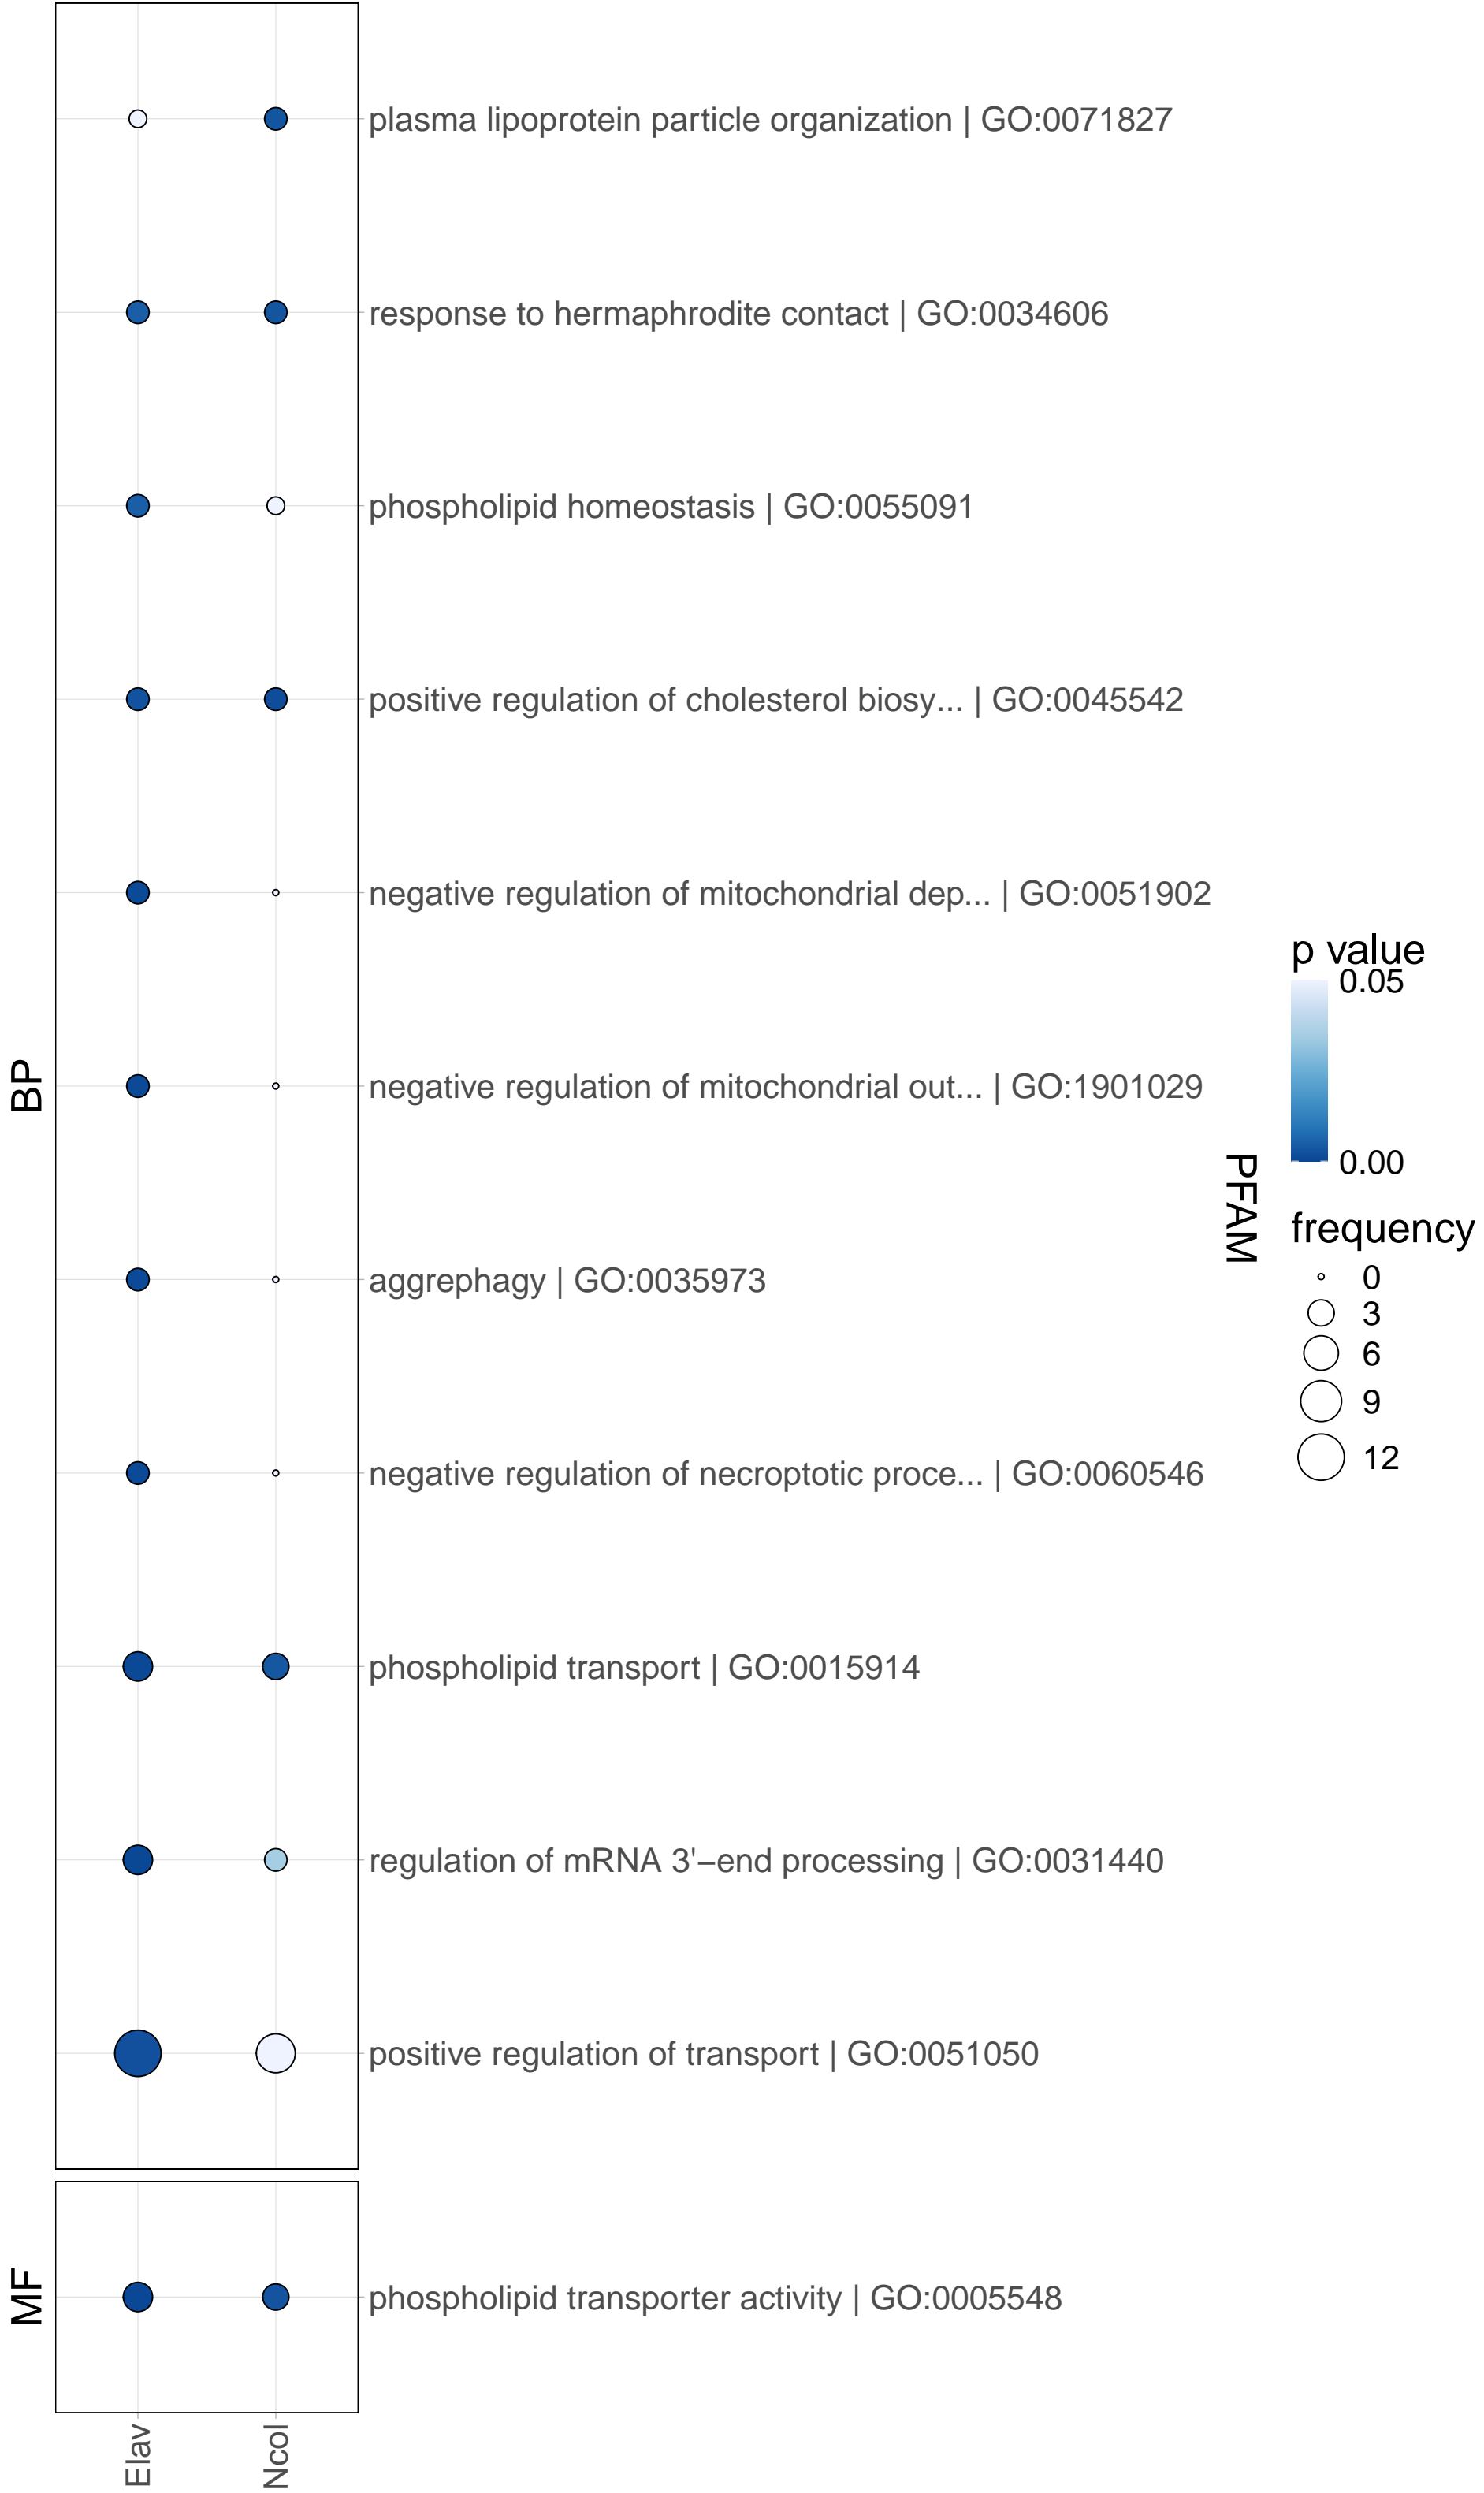 BP
plasma lipoprotein particle organization | GO:0071827
response to hermaphrodite contact | GO:0034606
phospholipid homeostasis | GO:0055091
positive regulation of cholesterol biosy... | GO:0045542
negative regulation of mitochondrial dep... | GO:0051902
negative regulation of mitochondrial out... | GO:1901029
aggrephagy | GO:0035973
negative regulation of necroptotic proce... | GO:0060546
phospholipid transport | GO:0015914
regulation of mRNA 3'−end processing | GO:0031440
positive regulation of transport | GO:0051050
MF
phospholipid transporter activity | GO:0005548
Elav
Ncol
PFAM
p value
0.05
0.00
frequency
0
3
6
9
12